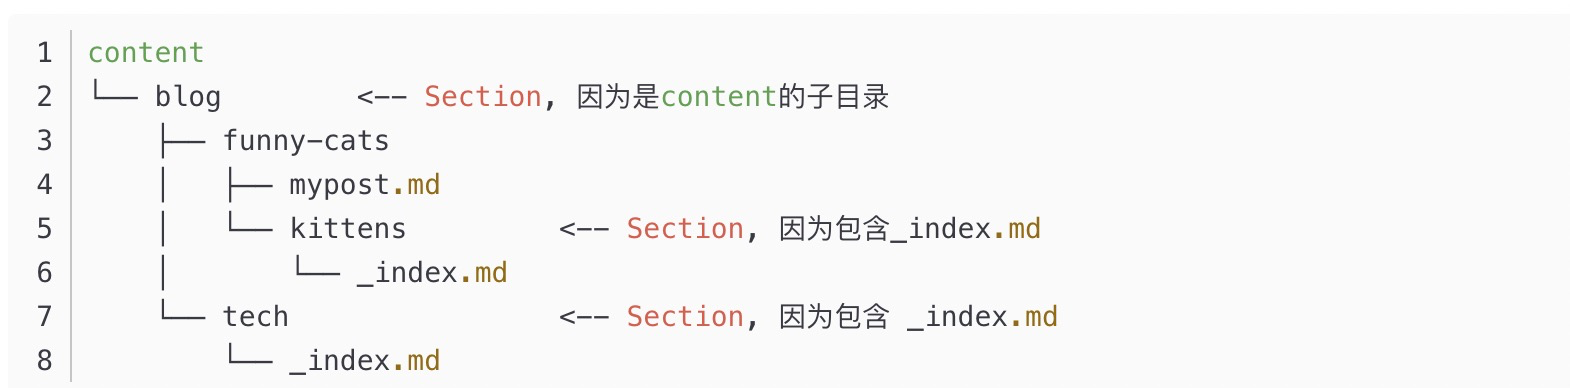 1 content
2 └── blog        <-- Section, 因为是content的子目录
3     ├── funny-cats
4     │   ├── mypost.md
5     │   └── kittens         <-- Section, 因为包含_index.md
6     │       └── _index.md
7     └── tech                <-- Section, 因为包含 _index.md
8         └── _index.md